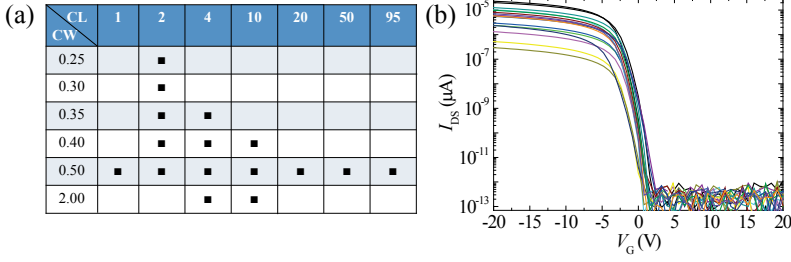 (a)
CL 1 2 4 10 20 50 95
CW
0.25 ■
0.30 ■
0.35 ■ ■
0.40 ■ ■ ■
0.50 ■ ■ ■ ■ ■ ■ ■
2.00 ■ ■
(b)
10⁻⁵
10⁻⁷
10⁻⁹
10⁻¹¹
10⁻¹³
I_DS (μA)
-20 -15 -10 -5 0 5 10 15 20
V_G (V)